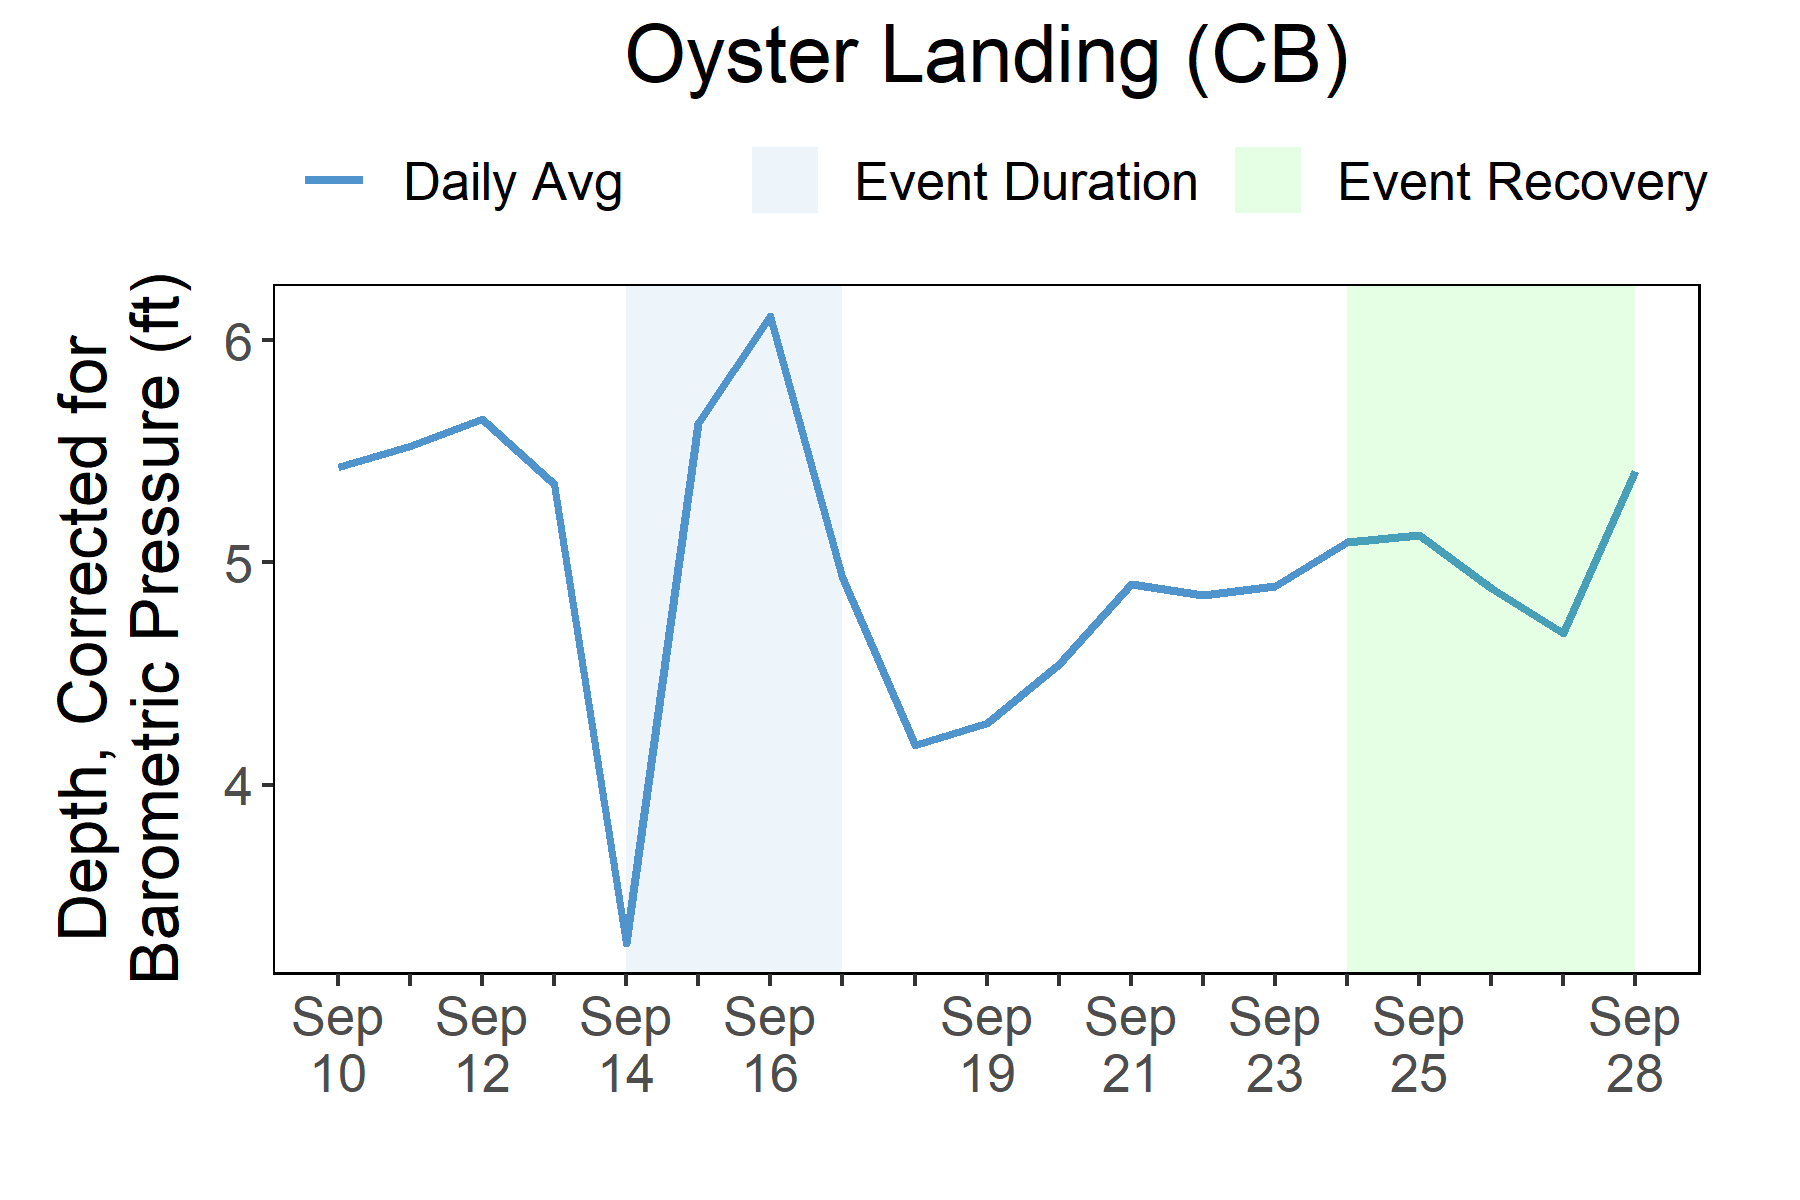 Oyster Landing (CB)
Daily Avg
Event Duration
Event Recovery
Depth, Corrected for
Barometric Pressure (ft)
6
5
4
Sep
10
Sep
12
Sep
14
Sep
16
Sep
19
Sep
21
Sep
23
Sep
25
Sep
28